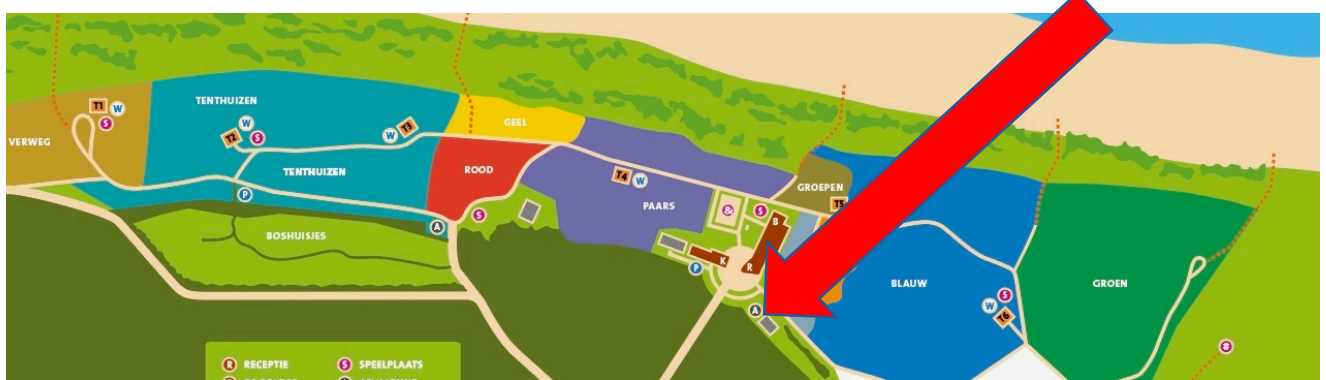 T1 W
S
VERWEG
TENTHUIZEN
W
T2 S
W T3
GEEL
TENTHUIZEN
ROOD
P
T4 W
PAARS
GROEPEN
T5
S
A
BOSHUISJES
S
B
K
R
P
A
BLAUW
GROEN
S
W
T6
R RECEPTIE
S SPEELPLAATS